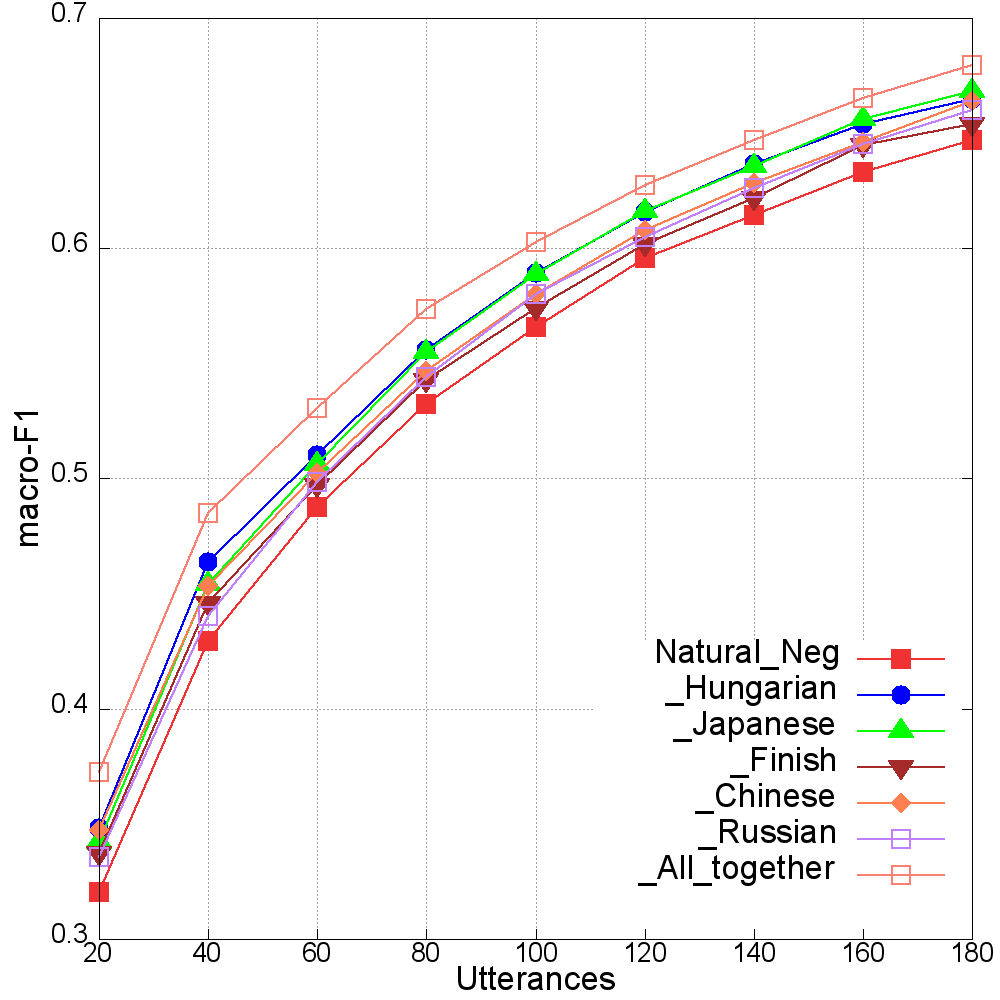 0.7
0.6
0.5
0.4
0.3
macro-F1
Natural_Neg
_Hungarian
_Japanese
_Finish
_Chinese
_Russian
_All_together
20 40 60 80 100 120 140 160 180
Utterances